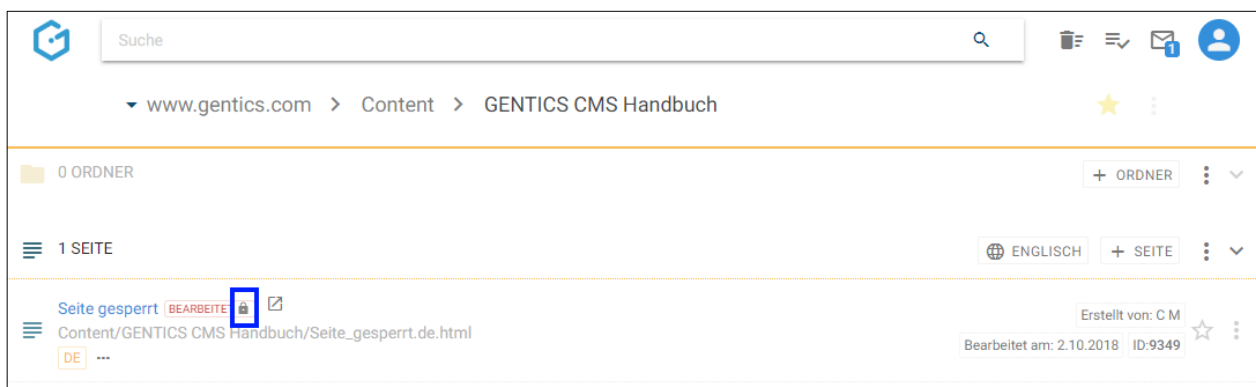 Suche
1
www.gentics.com > Content > GENTICS CMS Handbuch
0 ORDNER
+ ORDNER
1 SEITE
ENGLISCH
+ SEITE
Seite gesperrt BEARBEITET
Erstellt von: C M
Content/GENTICS CMS Handbuch/Seite_gesperrt.de.html
Bearbeitet am: 2.10.2018 ID:9349
DE ---